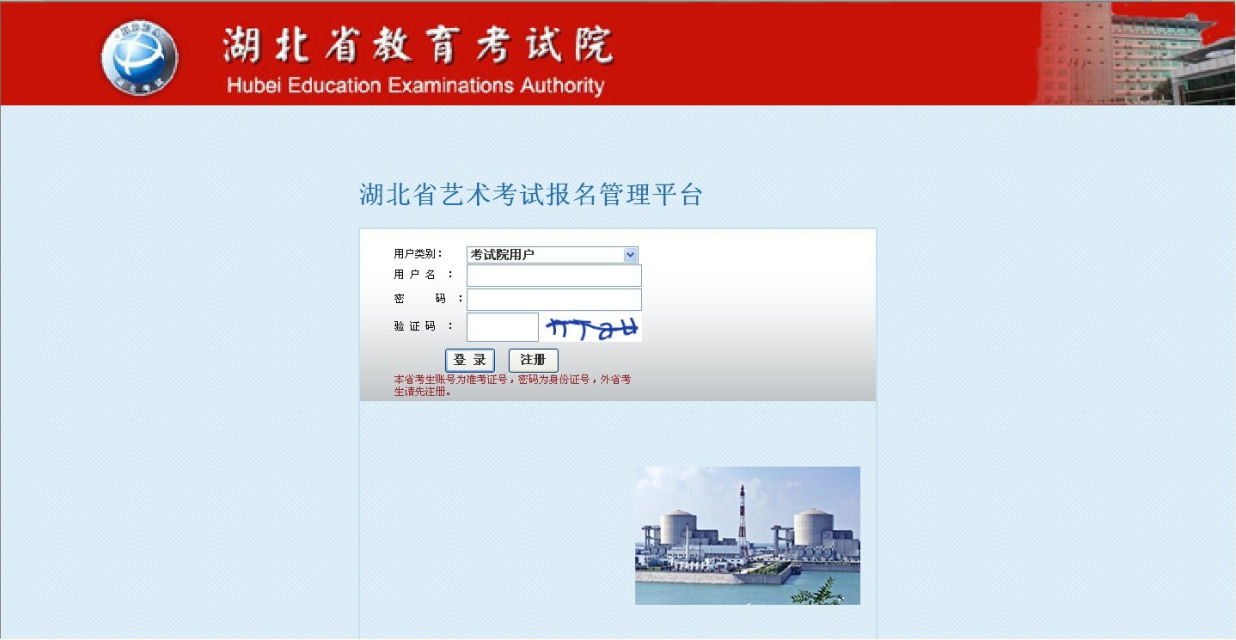 湖北省教育考试院
Hubei Education Examinations Authority
湖北省艺术考试报名管理平台
用户类别： 考试院用户
用 户 名 ：
密 码 ：
验 证 码 ：
登 录 注册
本省考生账号为准考证号，密码为身份证号，外省考
生请先注册。